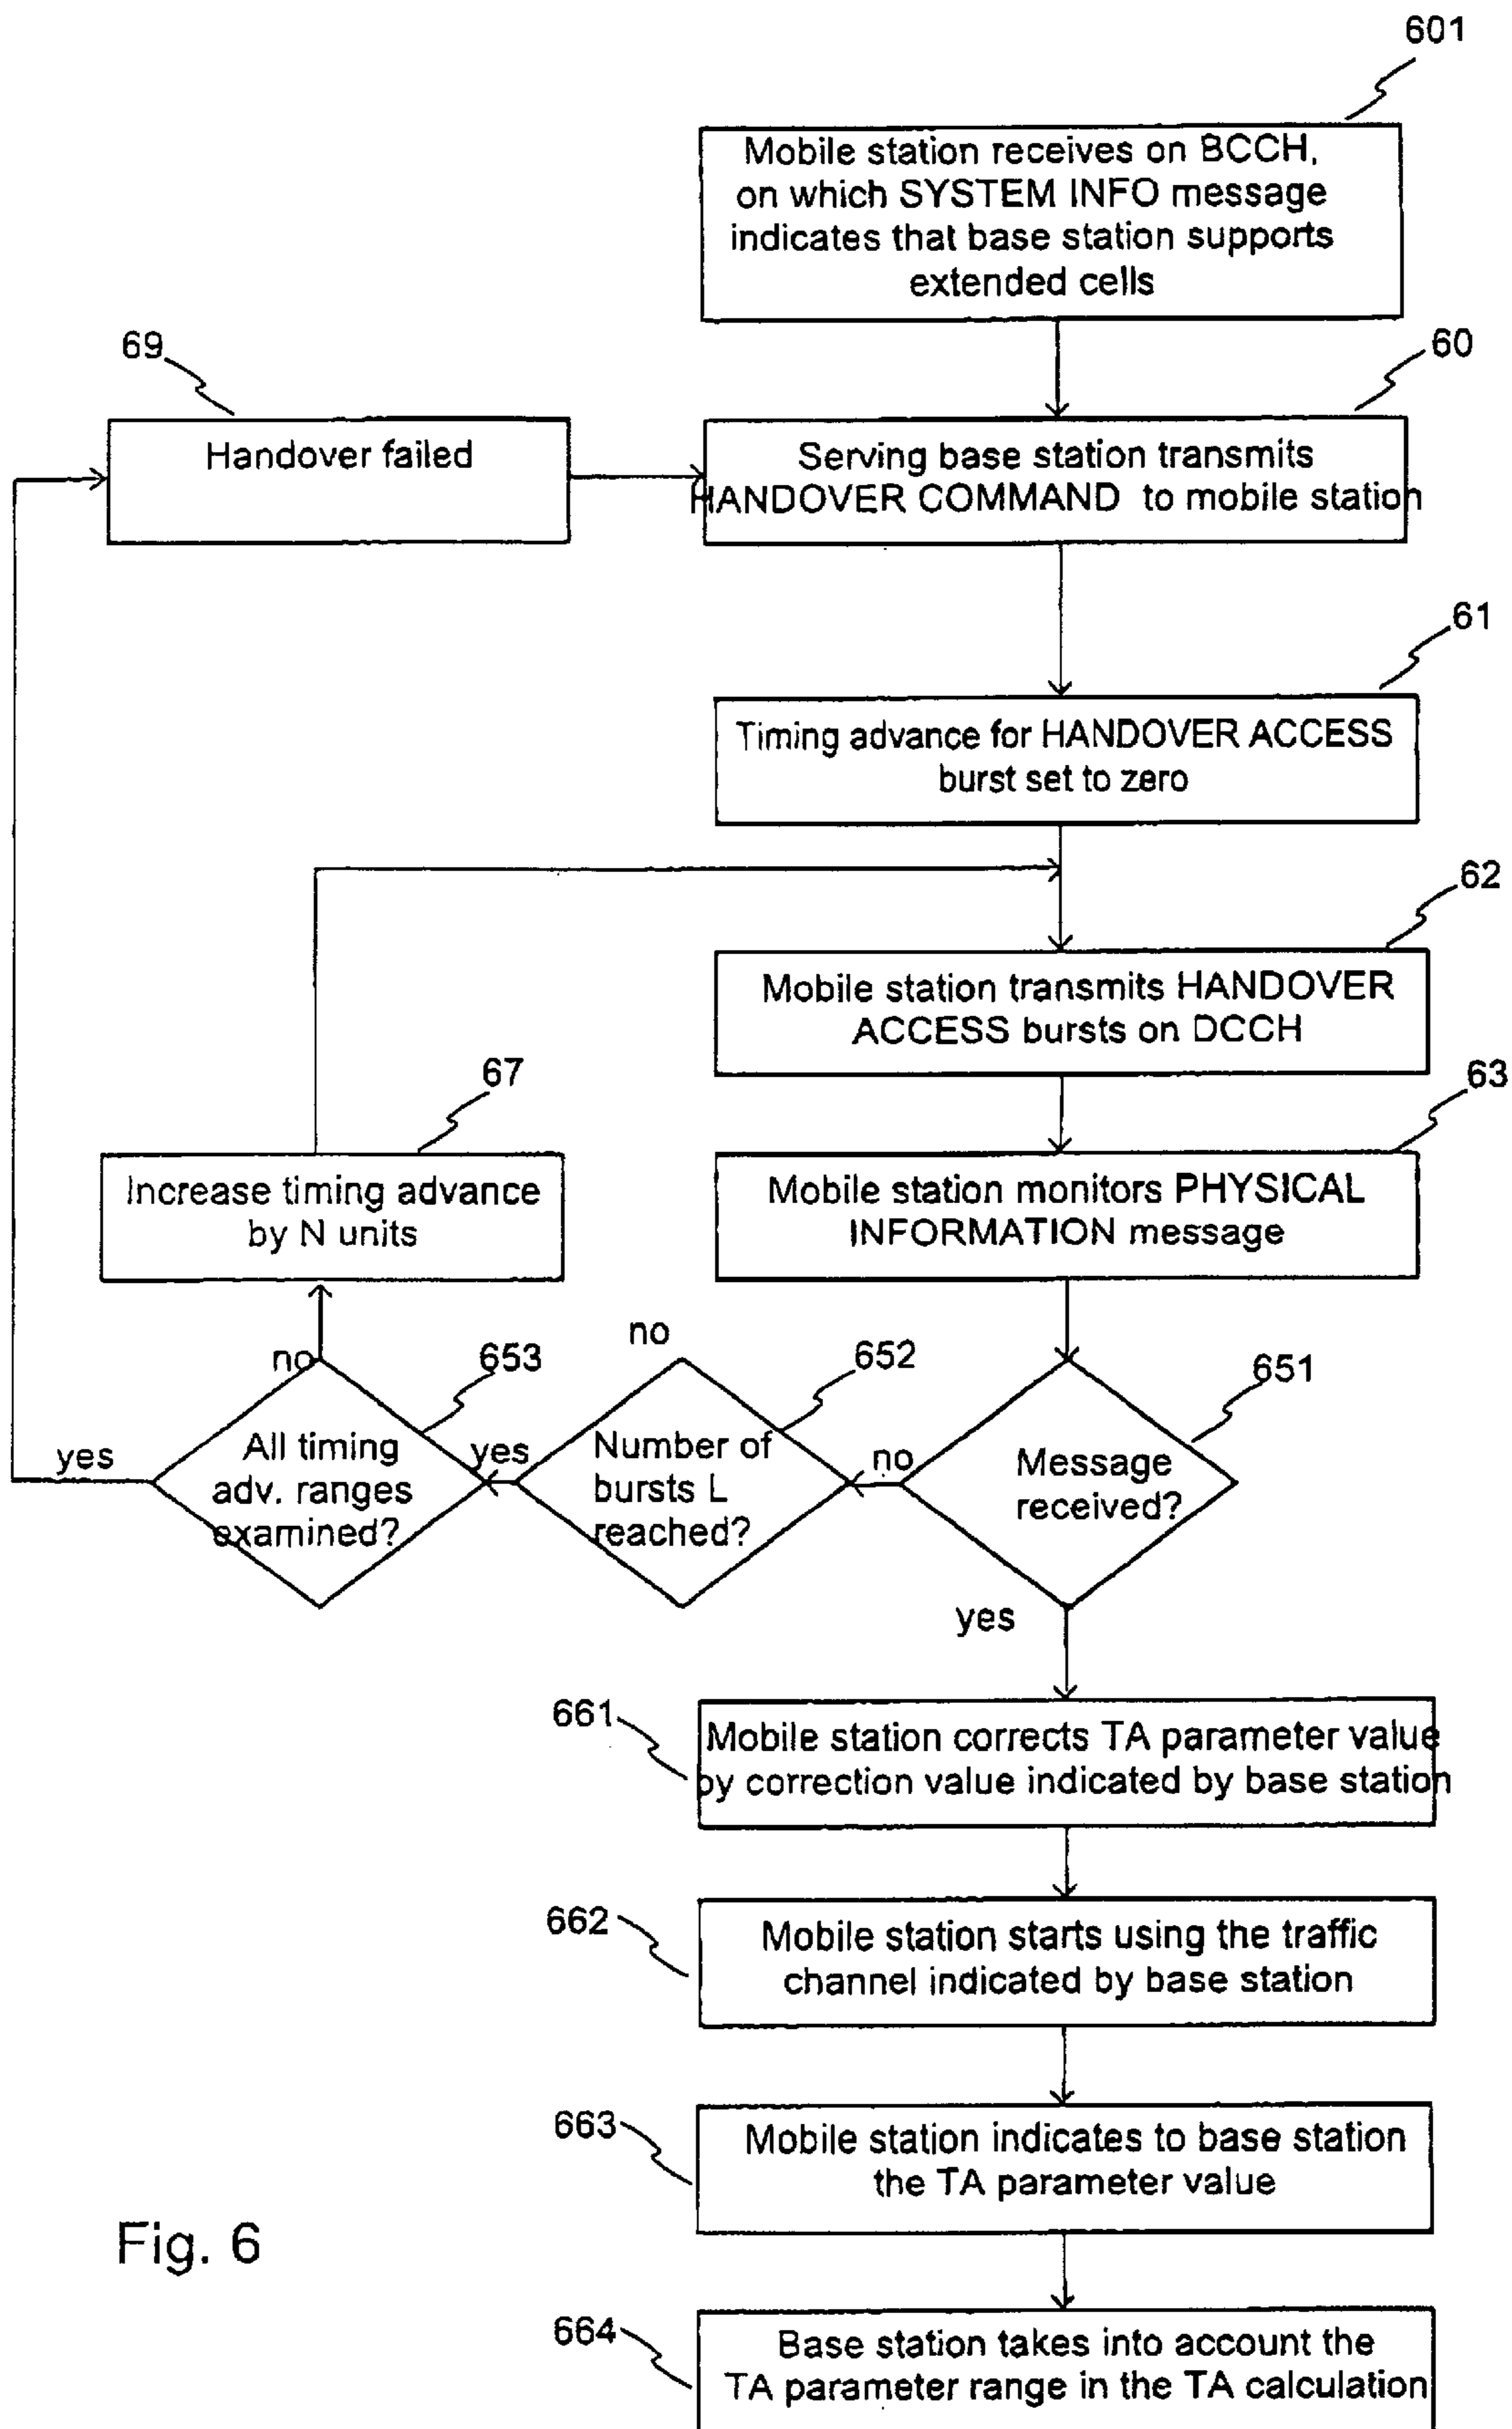 601
Mobile station receives on BCCH,
on which SYSTEM INFO message
indicates that base station supports
extended cells
69
60
Handover failed
Serving base station transmits
HANDOVER COMMAND to mobile station
61
Timing advance for HANDOVER ACCESS
burst set to zero
62
Mobile station transmits HANDOVER
ACCESS bursts on DCCH
67
63
Increase timing advance
by N units
Mobile station monitors PHYSICAL
INFORMATION message
no
no
653
652
651
yes
All timing
adv. ranges
examined?
yes
Number of
bursts L
reached?
no
Message
received?
yes
661
Mobile station corrects TA parameter value
by correction value indicated by base station
662
Mobile station starts using the traffic
channel indicated by base station
663
Mobile station indicates to base station
the TA parameter value
Fig. 6
664
Base station takes into account the
TA parameter range in the TA calculation